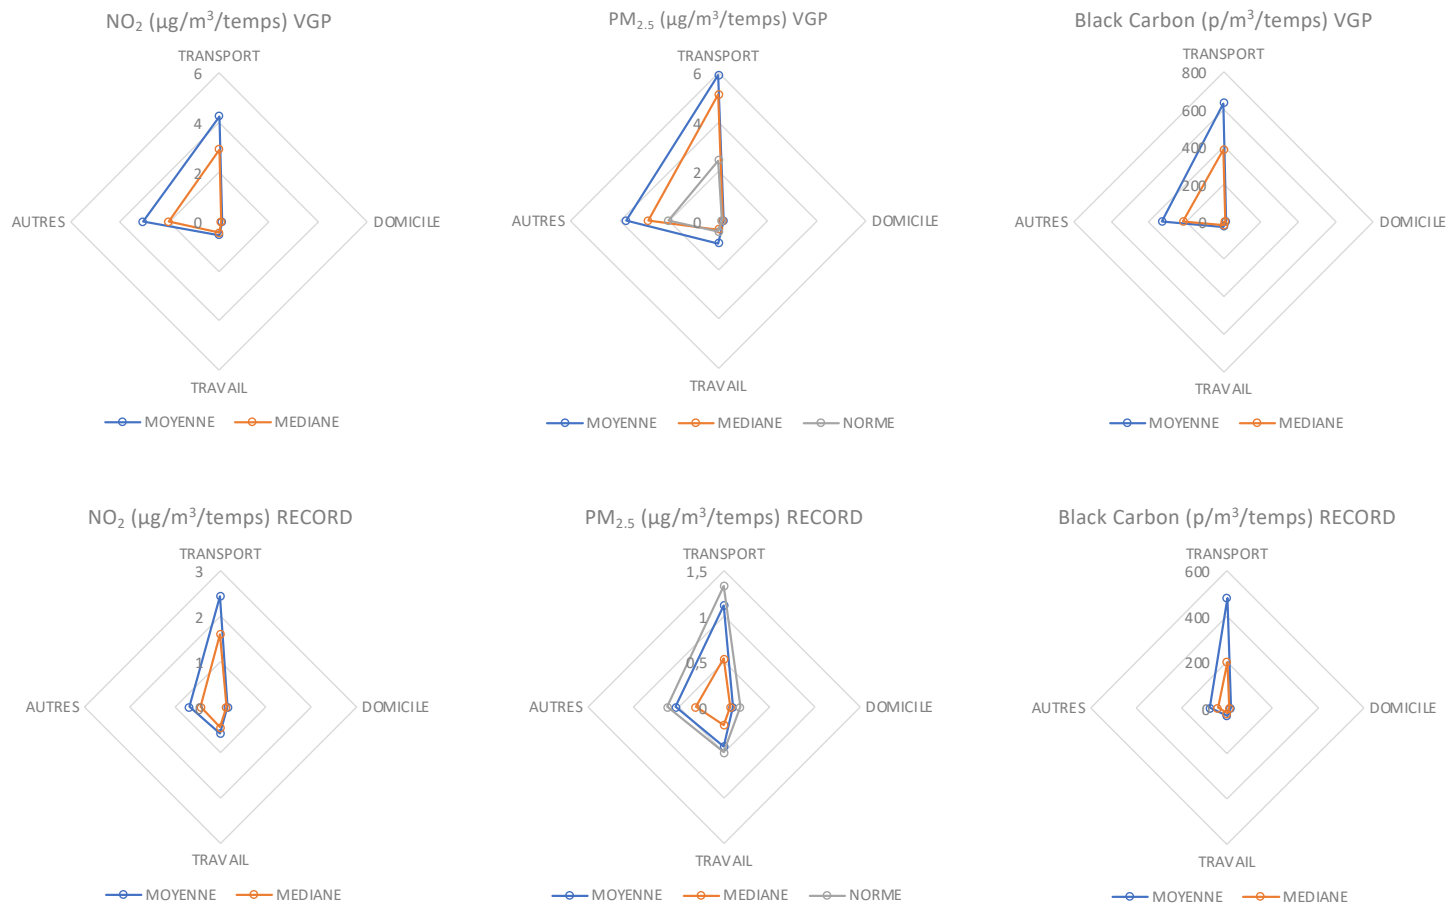 NO₂ (µg/m³/temps) VGP
TRANSPORT
6
4
2
0
AUTRES
DOMICILE
TRAVAIL
MOYENNE MEDIANE
PM₂.₅ (µg/m³/temps) VGP
TRANSPORT
6
4
2
0
AUTRES
DOMICILE
TRAVAIL
MOYENNE MEDIANE NORME
Black Carbon (p/m³/temps) VGP
TRANSPORT
800
600
400
200
0
AUTRES
DOMICILE
TRAVAIL
MOYENNE MEDIANE
NO₂ (µg/m³/temps) RECORD
TRANSPORT
3
2
1
0
AUTRES
DOMICILE
TRAVAIL
MOYENNE MEDIANE
PM₂.₅ (µg/m³/temps) RECORD
TRANSPORT
1,5
1
0,5
0
AUTRES
DOMICILE
TRAVAIL
MOYENNE MEDIANE NORME
Black Carbon (p/m³/temps) RECORD
TRANSPORT
600
400
200
0
AUTRES
DOMICILE
TRAVAIL
MOYENNE MEDIANE